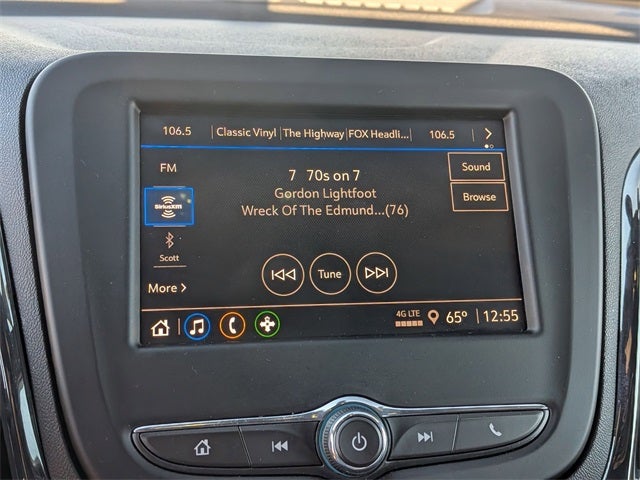 106.5 Classic Vinyl The Highway FOX Headli... 106.5
FM
7 70s on 7
Sound
Gordon Lightfoot
Browse
SiriusXM
Wreck Of The Edmund...(76)
Scott
Tune
More
4G LTE
65° 12:55